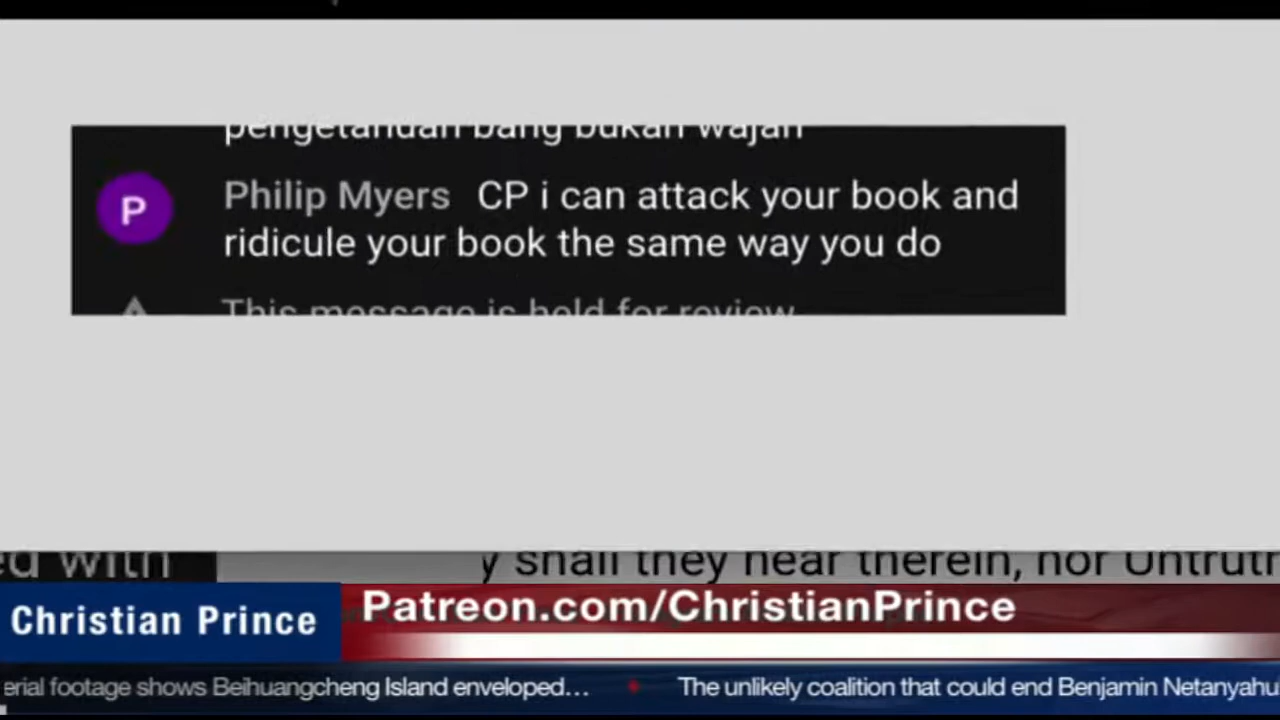 pengetahuan bang bukan wajah
P
Philip Myers CP i can attack your book and
ridicule your book the same way you do
This message is held for review
ed with
y shall they hear therein, nor Untruth
Christian Prince
Patreon.com/ChristianPrince
erial footage shows Beihuangcheng Island enveloped... The unlikely coalition that could end Benjamin Netanyahu